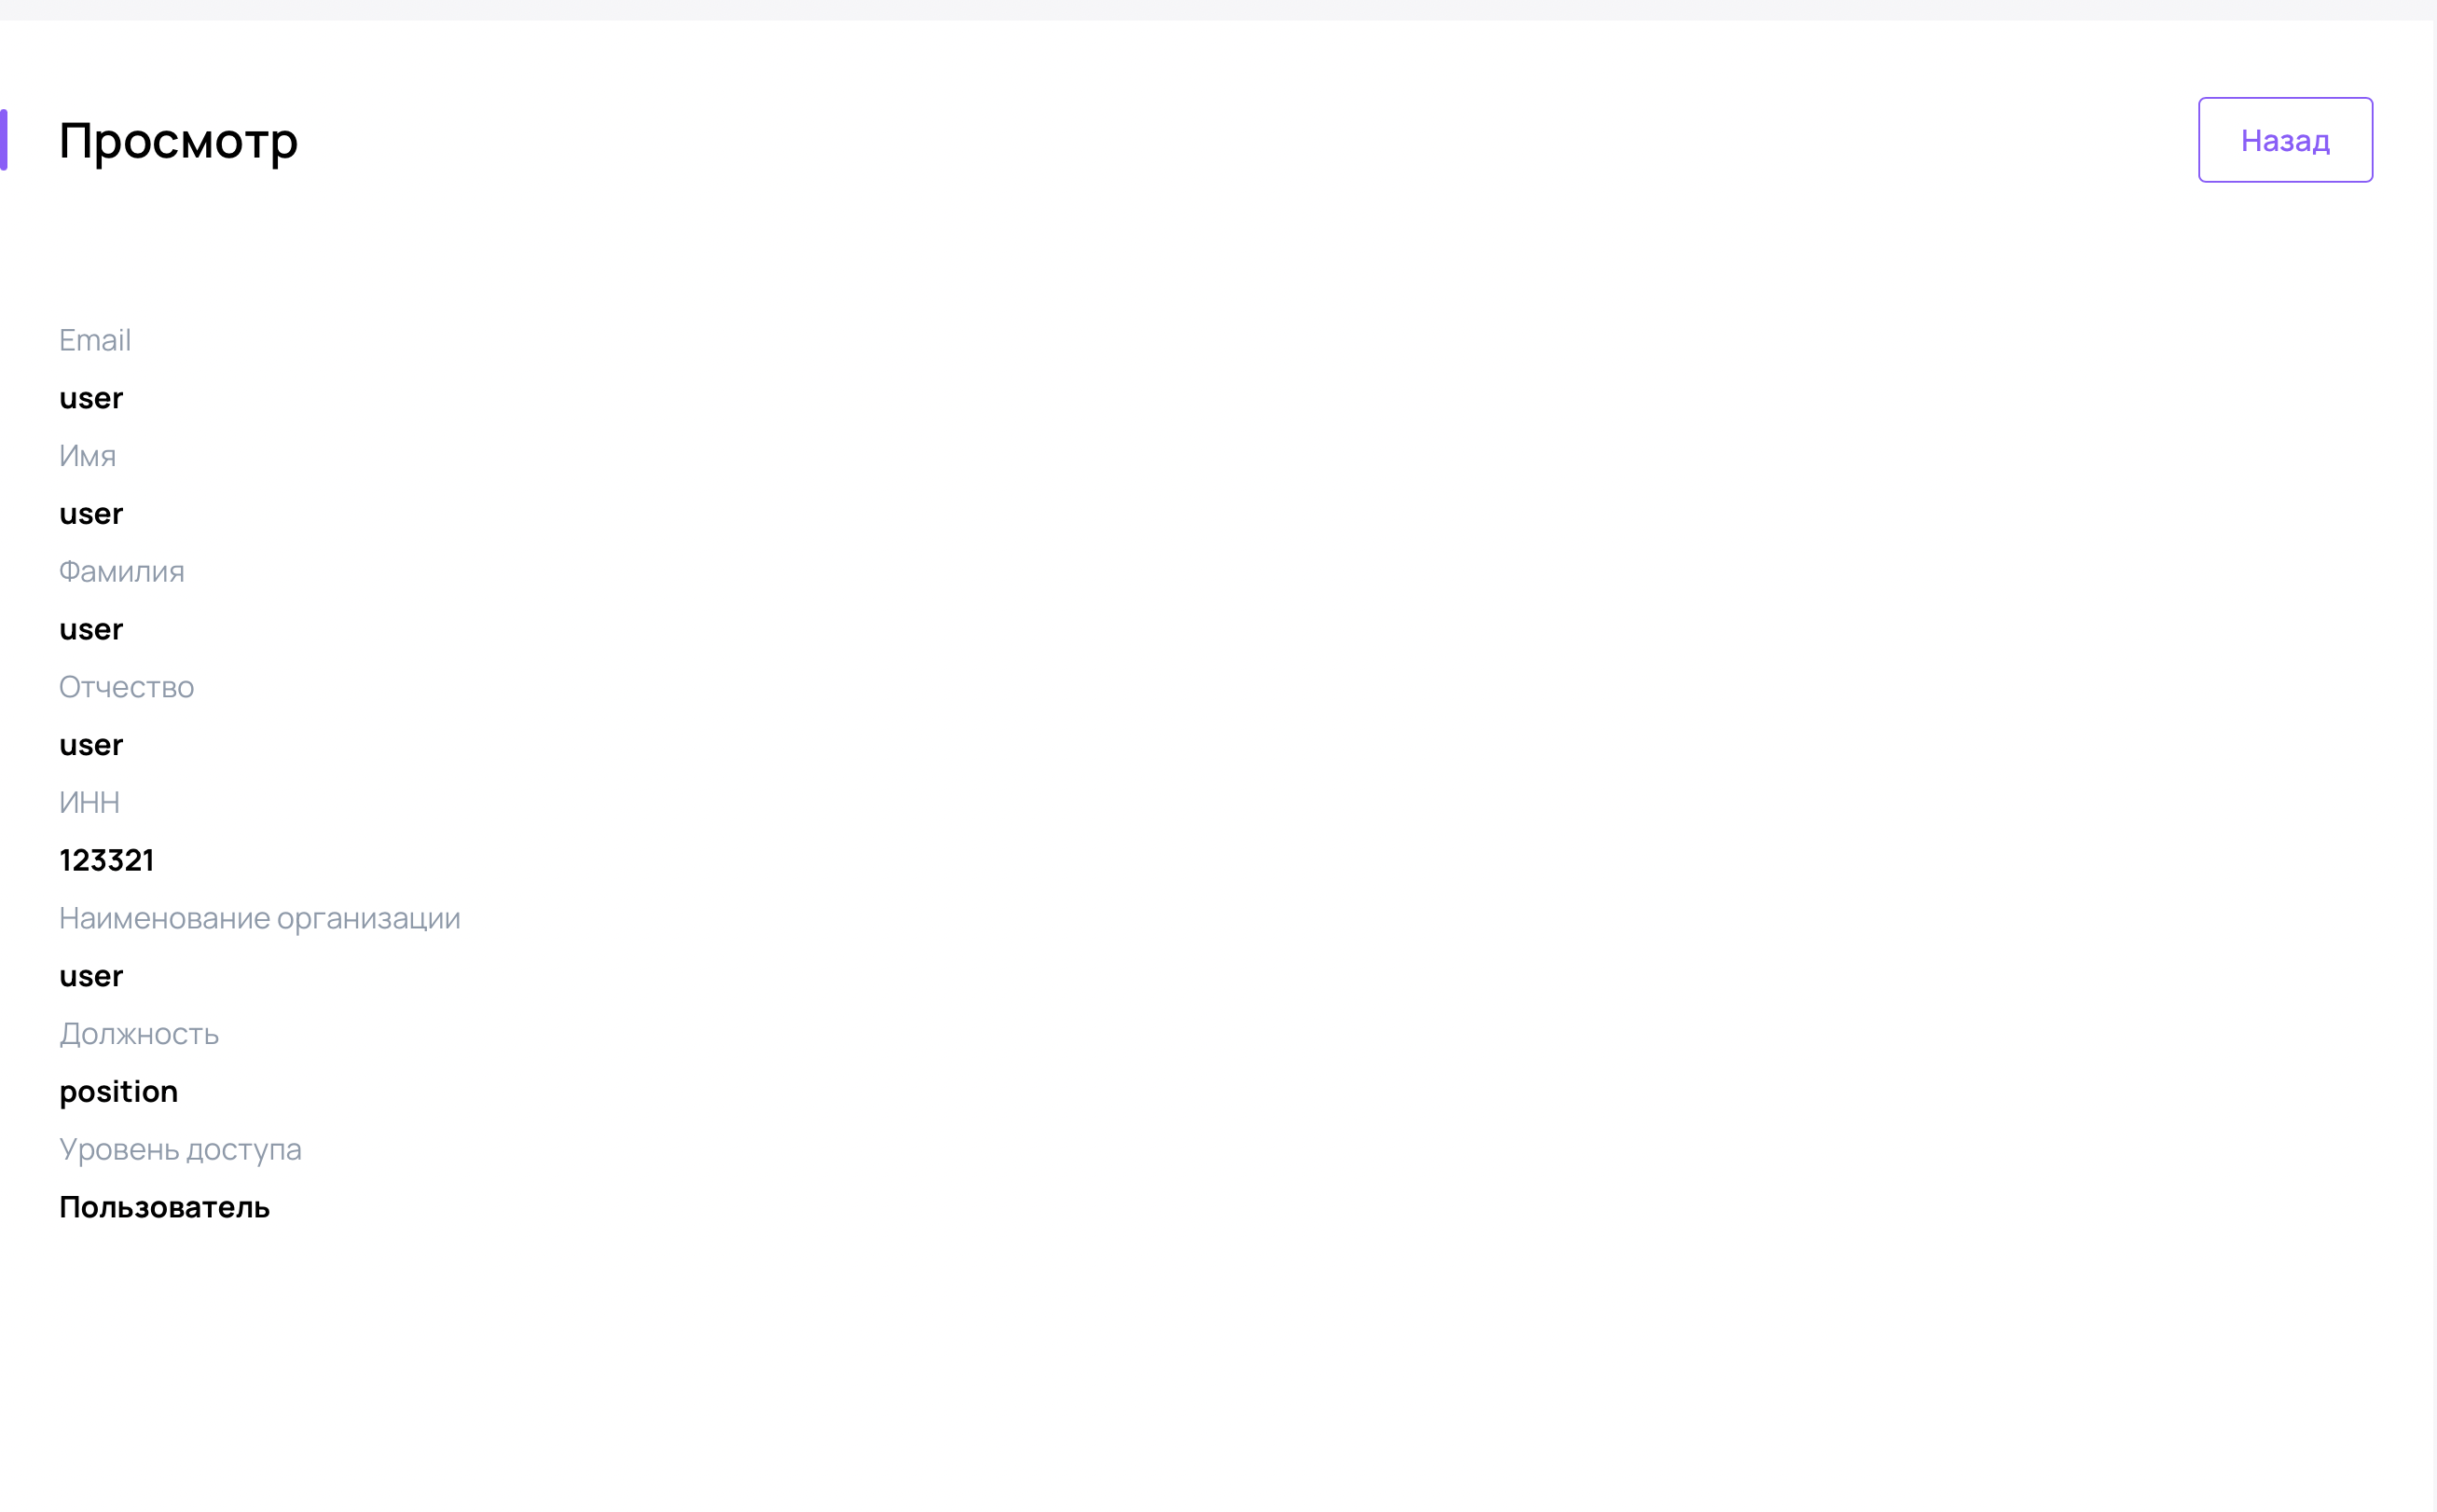 Просмотр
Назад
Email
user
Имя
user
Фамилия
user
Отчество
user
ИНН
123321
Наименование организации
user
Должность
position
Уровень доступа
Пользователь